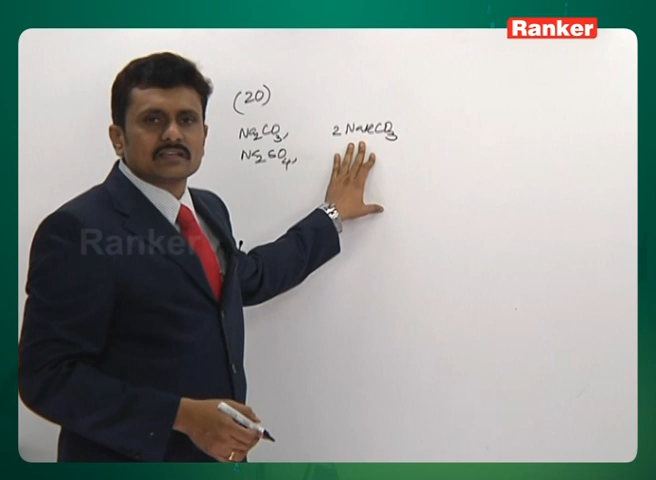 Ranker
(20)
Na2CO3, 2 NaHCO3
Na2SO4,
Ranker